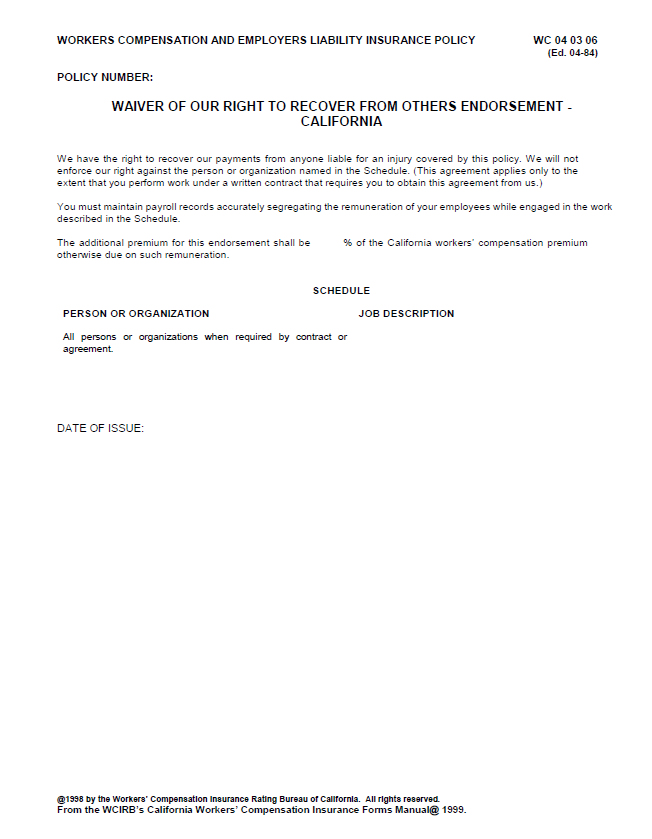 WORKERS COMPENSATION AND EMPLOYERS LIABILITY INSURANCE POLICY WC 04 03 06
(Ed. 04-84)
POLICY NUMBER:
WAIVER OF OUR RIGHT TO RECOVER FROM OTHERS ENDORSEMENT -
CALIFORNIA
We have the right to recover our payments from anyone liable for an injury covered by this policy. We will not
enforce our right against the person or organization named in the Schedule. (This agreement applies only to the
extent that you perform work under a written contract that requires you to obtain this agreement from us.)
You must maintain payroll records accurately segregating the remuneration of your employees while engaged in the work
described in the Schedule.
The additional premium for this endorsement shall be % of the California workers' compensation premium
otherwise due on such remuneration.
SCHEDULE
PERSON OR ORGANIZATION JOB DESCRIPTION
All persons or organizations when required by contract or
agreement.
DATE OF ISSUE:
@1998 by the Workers' Compensation Insurance Rating Bureau of California. All rights reserved.
From the WCIRB's California Workers' Compensation Insurance Forms Manual@ 1999.